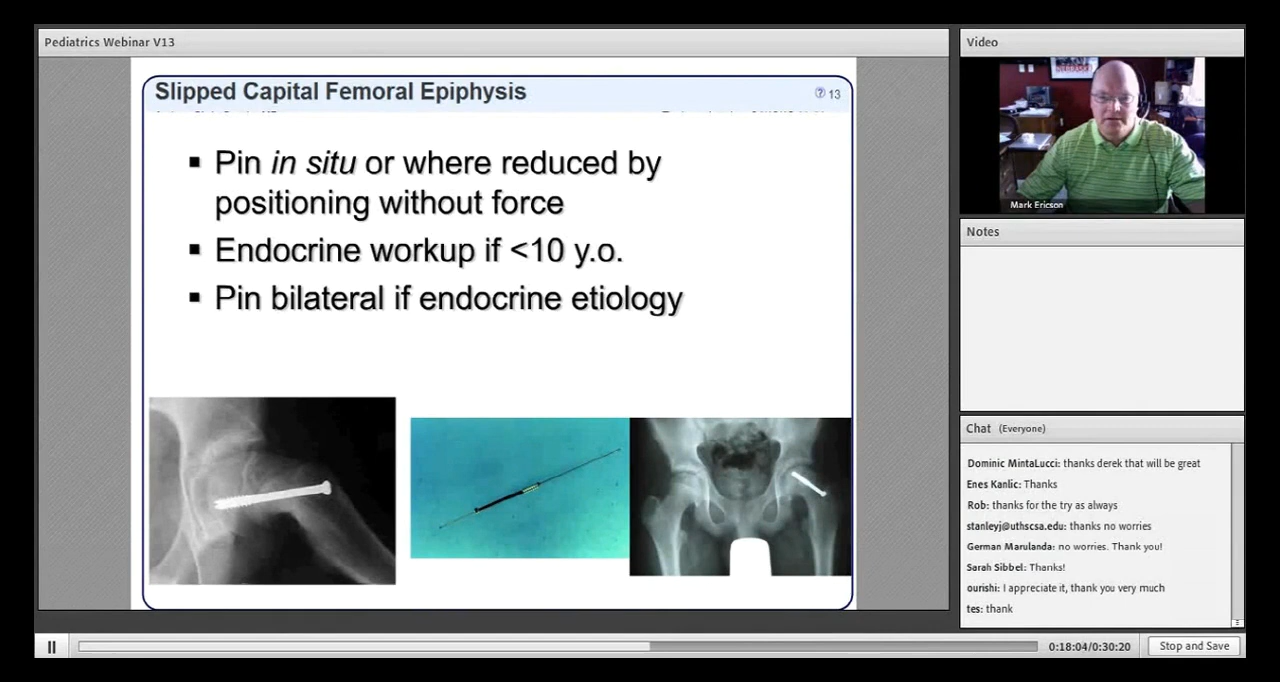 Pediatrics Webinar V13
Slipped Capital Femoral Epiphysis
? 13
▪ Pin in situ or where reduced by
positioning without force
▪ Endocrine workup if <10 y.o.
▪ Pin bilateral if endocrine etiology
Video
Mark Ericson
Notes
Chat (Everyone)
Dominic MintaLucci: thanks derek that will be great
Enes Kanlic: Thanks
Rob: thanks for the try as always
stanleyj@uthscsa.edu: thanks no worries
German Marulanda: no worries. Thank you!
Sarah Sibbel: Thanks!
ourishi: I appreciate it, thank you very much
tes: thank
0:18:04/0:30:20
Stop and Save